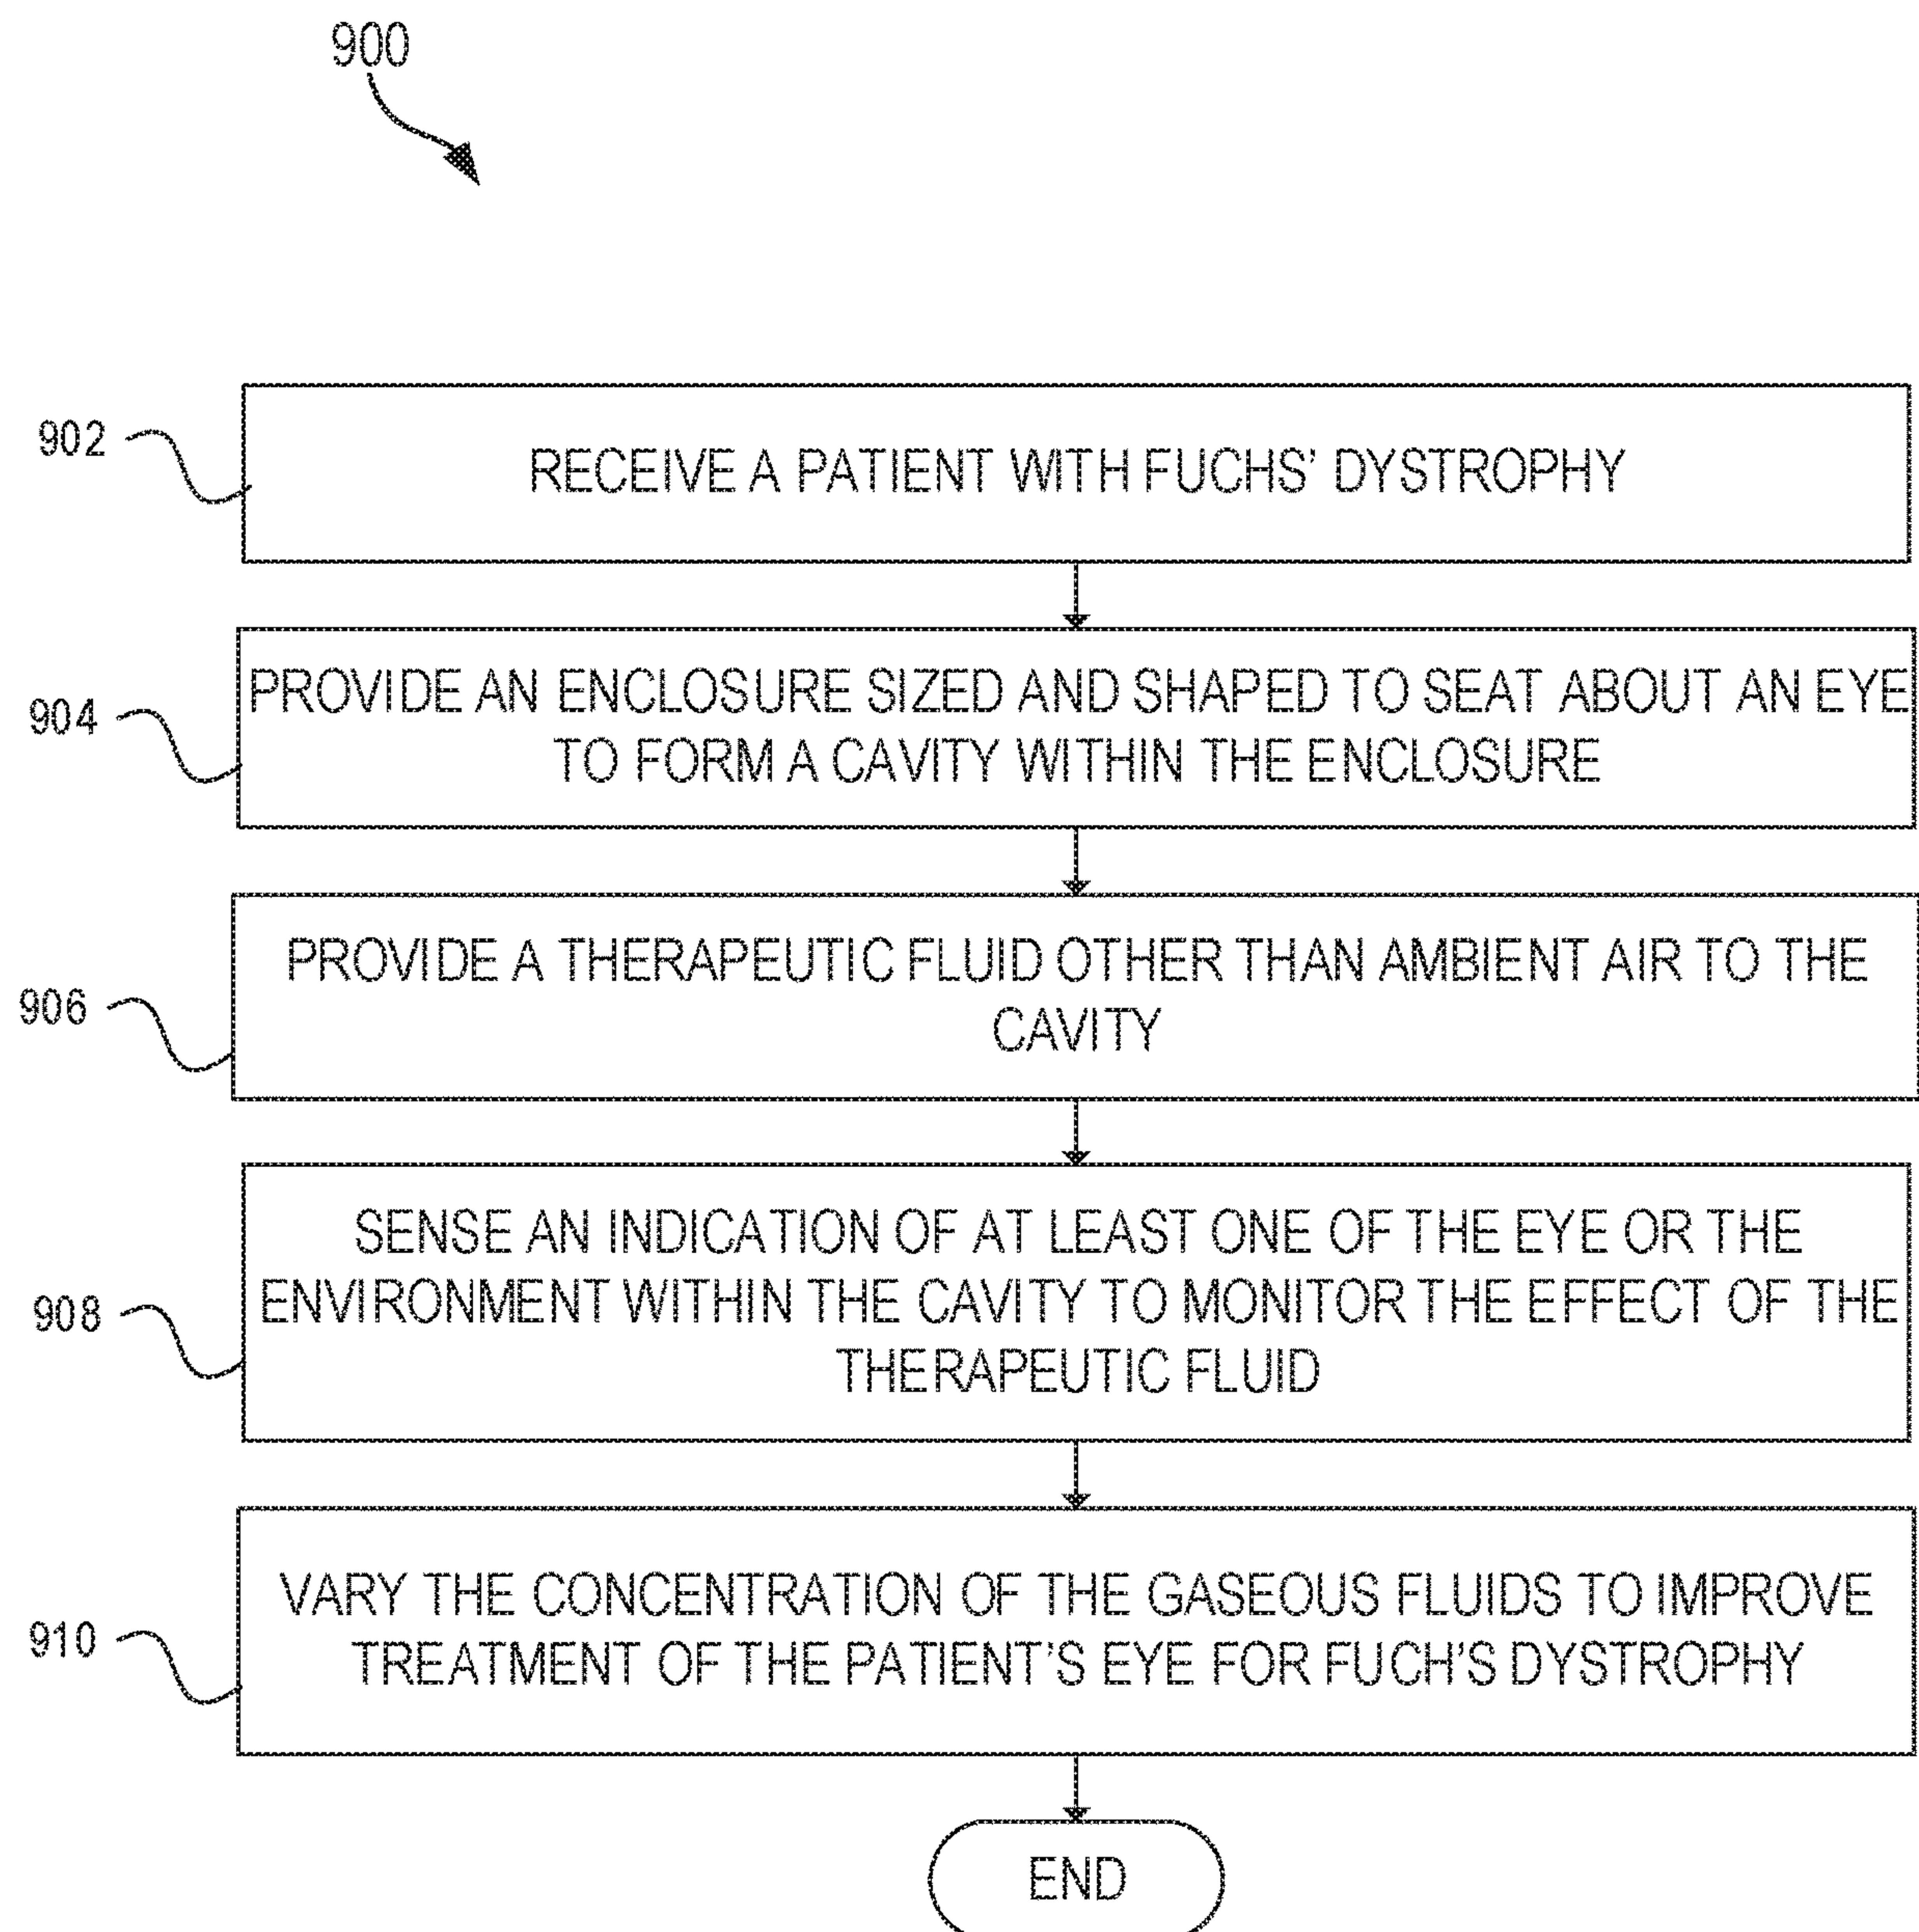 900
902
RECEIVE A PATIENT WITH FUCHS' DYSTROPHY
904
PROVIDE AN ENCLOSURE SIZED AND SHAPED TO SEAT ABOUT AN EYE
TO FORM A CAVITY WITHIN THE ENCLOSURE
906
PROVIDE A THERAPEUTIC FLUID OTHER THAN AMBIENT AIR TO THE
CAVITY
908
SENSE AN INDICATION OF AT LEAST ONE OF THE EYE OR THE
ENVIRONMENT WITHIN THE CAVITY TO MONITOR THE EFFECT OF THE
THERAPEUTIC FLUID
910
VARY THE CONCENTRATION OF THE GASEOUS FLUIDS TO IMPROVE
TREATMENT OF THE PATIENT'S EYE FOR FUCH'S DYSTROPHY
END